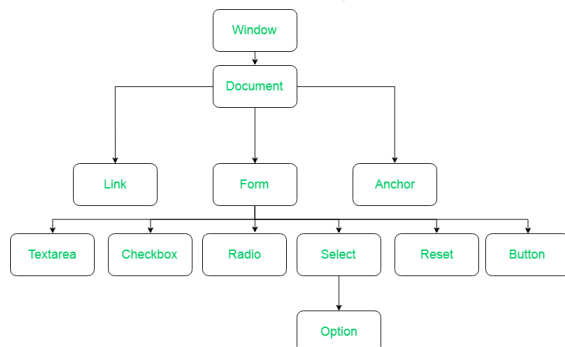 Window
Document
Link
Form
Anchor
Textarea
Checkbox
Radio
Select
Reset
Button
Option